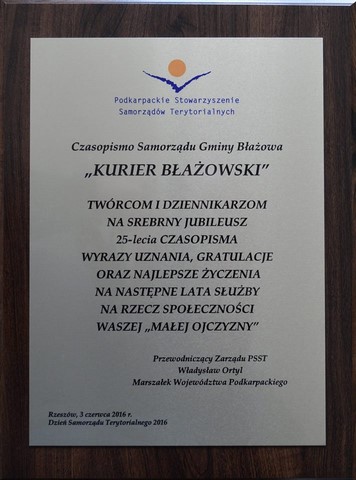 Podkarpackie Stowarzyszenie
Samorządów Terytorialnych
Czasopismo Samorządu Gminy Błażowa
„KURIER BŁAŻOWSKI”
TWÓRCOM I DZIENNIKARZOM
NA SREBRNY JUBILEUSZ
25-lecia CZASOPISMA
WYRAZY UZNANIA, GRATULACJE
ORAZ NAJLEPSZE ŻYCZENIA
NA NASTĘPNE LATA SŁUŻBY
NA RZECZ SPOŁECZNOŚCI
WASZEJ „MAŁEJ OJCZYZNY”
Przewodniczący Zarządu PSST
Władysław Ortyl
Marszałek Województwa Podkarpackiego
Rzeszów, 3 czerwca 2016 r.
Dzień Samorządu Terytorialnego 2016